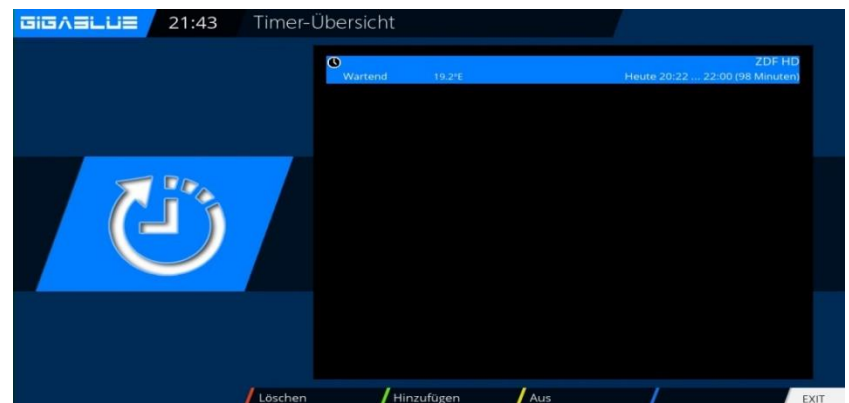 GIGABLUE 21:43 Timer-Übersicht
ZDF HD
Wartend 19.2°E Heute 20:22 ... 22:00 (98 Minuten)
Löschen Hinzufügen Aus EXIT